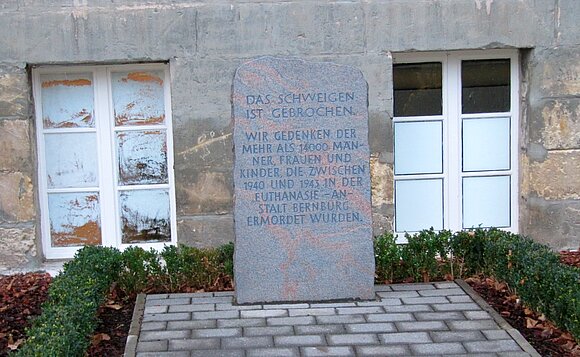 DAS SCHWEIGEN
IST GEBROCHEN.
WIR GEDENKEN DER
MEHR ALS 14000 MÄN-
NER, FRAUEN UND
KINDER, DIE ZWISCHEN
1940 UND 1943 IN DER
EUTHANASIE-AN
STALT BERNBURG
ERMORDET WURDEN.